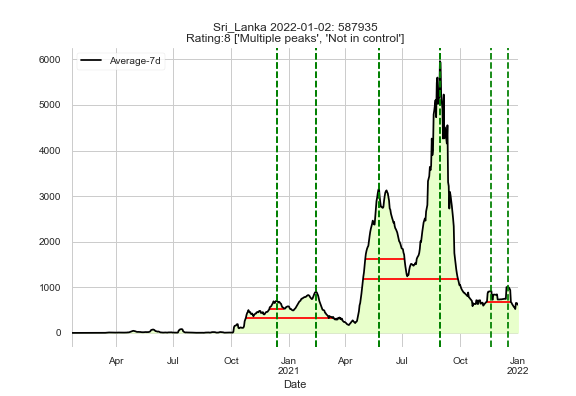 Sri_Lanka 2022-01-02: 587935
Rating:8 ['Multiple peaks', 'Not in control']
Average-7d
6000
5000
4000
3000
2000
1000
0
Apr Jul Oct Jan Apr Jul Oct Jan
2021 2022
Date